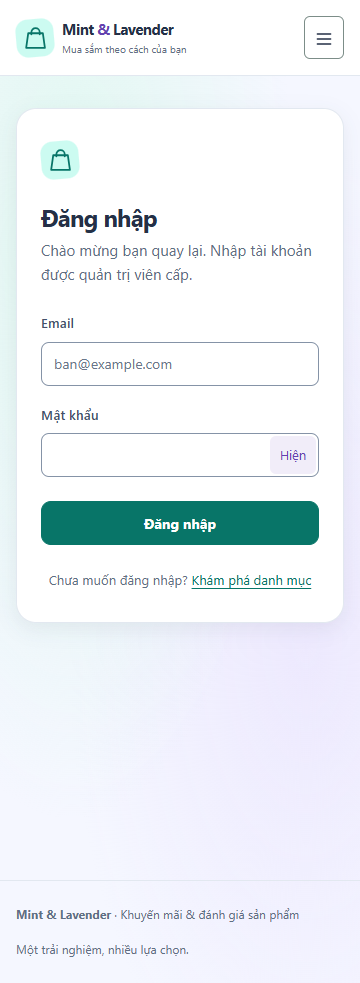 Mint & Lavender
Mua sắm theo cách của bạn
Đăng nhập
Chào mừng bạn quay lại. Nhập tài khoản
được quản trị viên cấp.
Email
ban@example.com
Mật khẩu
Hiện
Đăng nhập
Chưa muốn đăng nhập? Khám phá danh mục
Mint & Lavender · Khuyến mãi & đánh giá sản phẩm
Một trải nghiệm, nhiều lựa chọn.